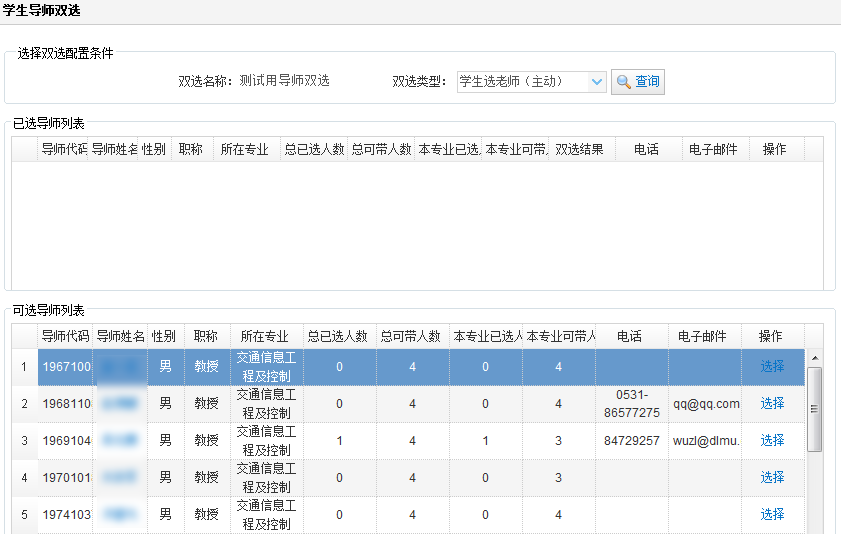 学生导师双选
选择双选配置条件
双选名称：测试用导师双选 双选类型：学生选老师（主动） 查询
已选导师列表
导师代码 导师姓名 性别 职称 所在专业 总已选人数 总可带人数 本专业已选 本专业可带 双选结果 电话 电子邮件 操作
可选导师列表
导师代码 导师姓名 性别 职称 所在专业 总已选人数 总可带人数 本专业已选人 本专业可带人 电话 电子邮件 操作
1 1967100 男 教授 交通信息工程及控制 0 4 0 4 选择
2 1968110 男 教授 交通信息工程及控制 0 4 0 4 0531-86577275 qq@qq.com 选择
3 1969104 男 教授 交通信息工程及控制 1 4 1 3 84729257 wuzl@dlmu. 选择
4 1970101 男 教授 交通信息工程及控制 0 4 0 3 选择
5 1974103 男 教授 交通信息工程及控制 0 4 0 4 选择